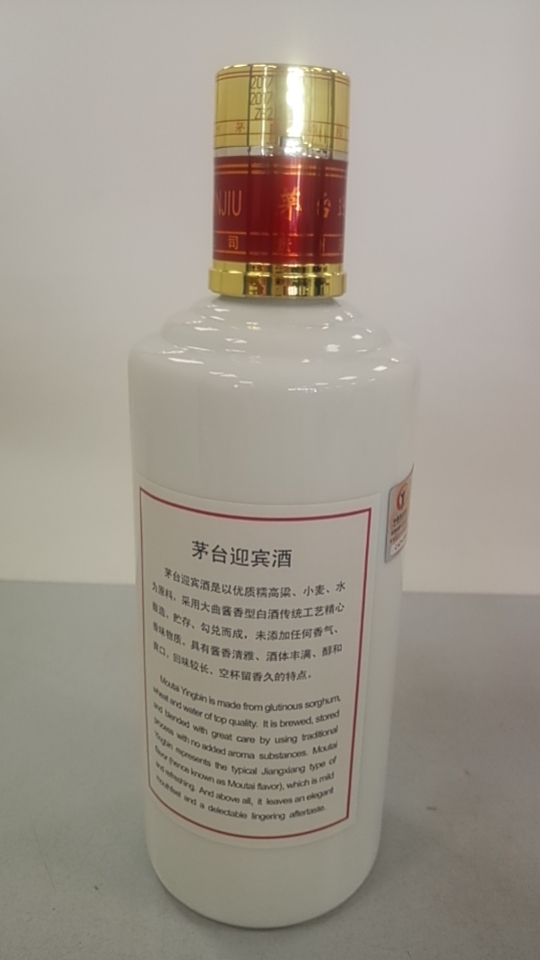 2017
2017
NJIU 茅台
司
茅台迎宾酒
茅台迎宾酒是以优质糯高粱、小麦、水
为原料，采用大曲酱香型白酒传统工艺精心
酿造、贮存、勾兑而成，未添加任何香气、
香味物质，具有酱香清雅、酒体丰满、醇和
爽口，回味较长，空杯留香久的特点。
Moutai Yingbin is made from glutinous sorghum,
wheat and water of top quality. It is brewed, stored
and blended with great care by using traditional
process with no added aroma substances. Moutai
Yingbin represents the typical Jiangxiang type of
flavor (hence known as Moutai flavor), which is mild
and refreshing. And above all, it leaves an elegant
mouthfeel and a delectable lingering aftertaste.